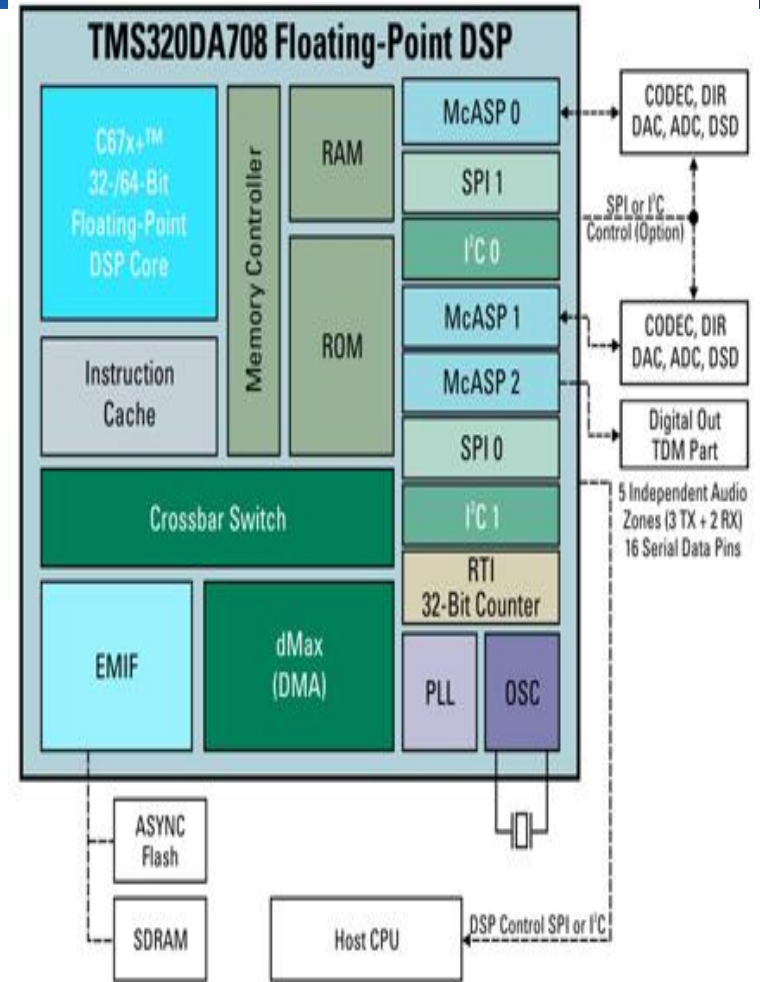 TMS320DA708 Floating-Point DSP
C67x+™
32-/64-Bit
Floating-Point
DSP Core
Instruction
Cache
Memory Controller
RAM
ROM
Crossbar Switch
EMIF
dMax
(DMA)
McASP 0
SPI 1
I²C 0
McASP 1
McASP 2
SPI 0
I²C 1
RTI
32-Bit Counter
PLL
OSC
CODEC, DIR
DAC, ADC, DSD
SPI or I²C
Control (Option)
CODEC, DIR
DAC, ADC, DSD
Digital Out
TDM Part
5 Independent Audio
Zones (3 TX + 2 RX)
16 Serial Data Pins
ASYNC
Flash
SDRAM
Host CPU
DSP Control SPI or I²C